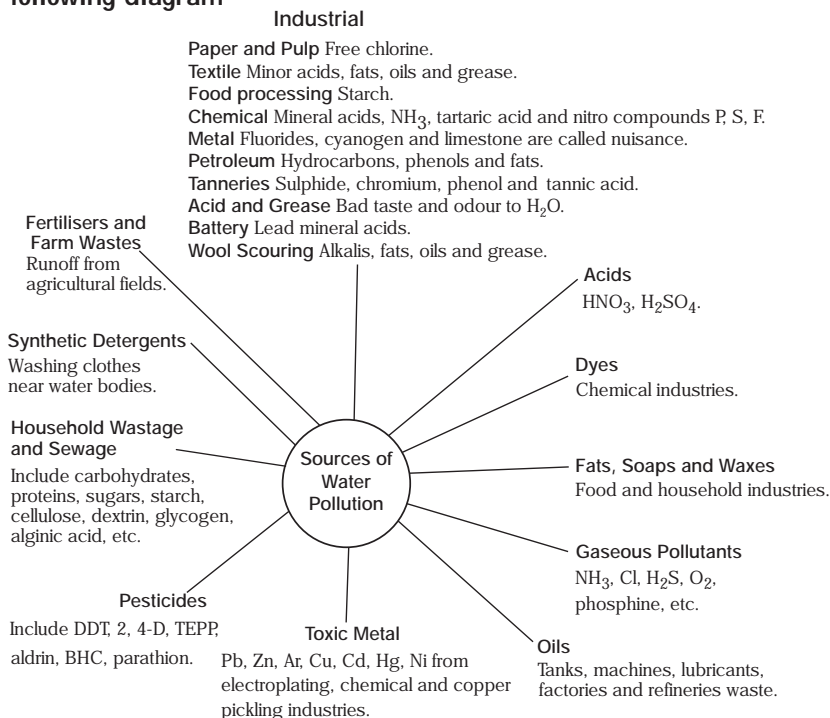 following diagram
Industrial
Paper and Pulp Free chlorine.
Textile Minor acids, fats, oils and grease.
Food processing Starch.
Chemical Mineral acids, NH₃, tartaric acid and nitro compounds P, S, F.
Metal Fluorides, cyanogen and limestone are called nuisance.
Petroleum Hydrocarbons, phenols and fats.
Tanneries Sulphide, chromium, phenol and tannic acid.
Acid and Grease Bad taste and odour to H₂O.
Battery Lead mineral acids.
Wool Scouring Alkalis, fats, oils and grease.
Fertilisers and
Farm Wastes
Runoff from
agricultural fields.
Synthetic Detergents
Washing clothes
near water bodies.
Household Wastage
and Sewage
Include carbohydrates,
proteins, sugars, starch,
cellulose, dextrin, glycogen,
alginic acid, etc.
Pesticides
Include DDT, 2, 4-D, TEPP,
aldrin, BHC, parathion.
Sources of
Water
Pollution
Toxic Metal
Pb, Zn, Ar, Cu, Cd, Hg, Ni from
electroplating, chemical and copper
pickling industries.
Acids
HNO₃, H₂SO₄.
Dyes
Chemical industries.
Fats, Soaps and Waxes
Food and household industries.
Gaseous Pollutants
NH₃, Cl, H₂S, O₂,
phosphine, etc.
Oils
Tanks, machines, lubricants,
factories and refineries waste.